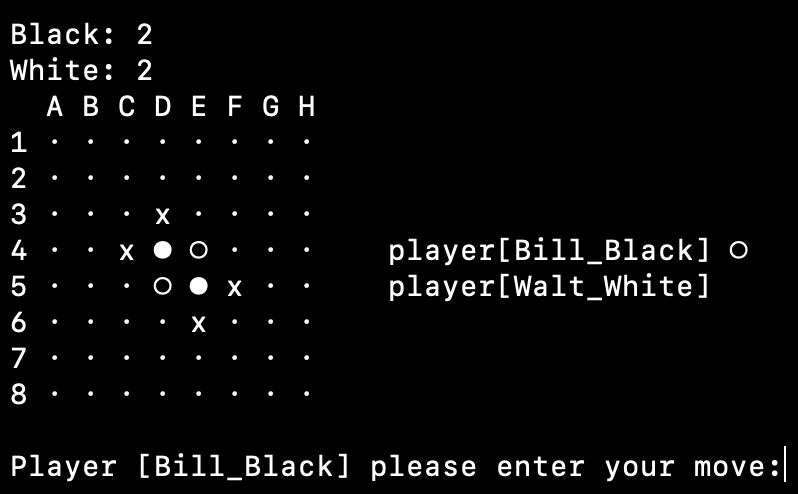 Black: 2
White: 2
  A B C D E F G H
1 · · · · · · · ·
2 · · · · · · · ·
3 · · · x · · · ·
4 · · x ● ○ · · ·    player[Bill_Black] ○
5 · · · ○ ● x · ·    player[Walt_White]
6 · · · · x · · ·
7 · · · · · · · ·
8 · · · · · · · ·
Player [Bill_Black] please enter your move: